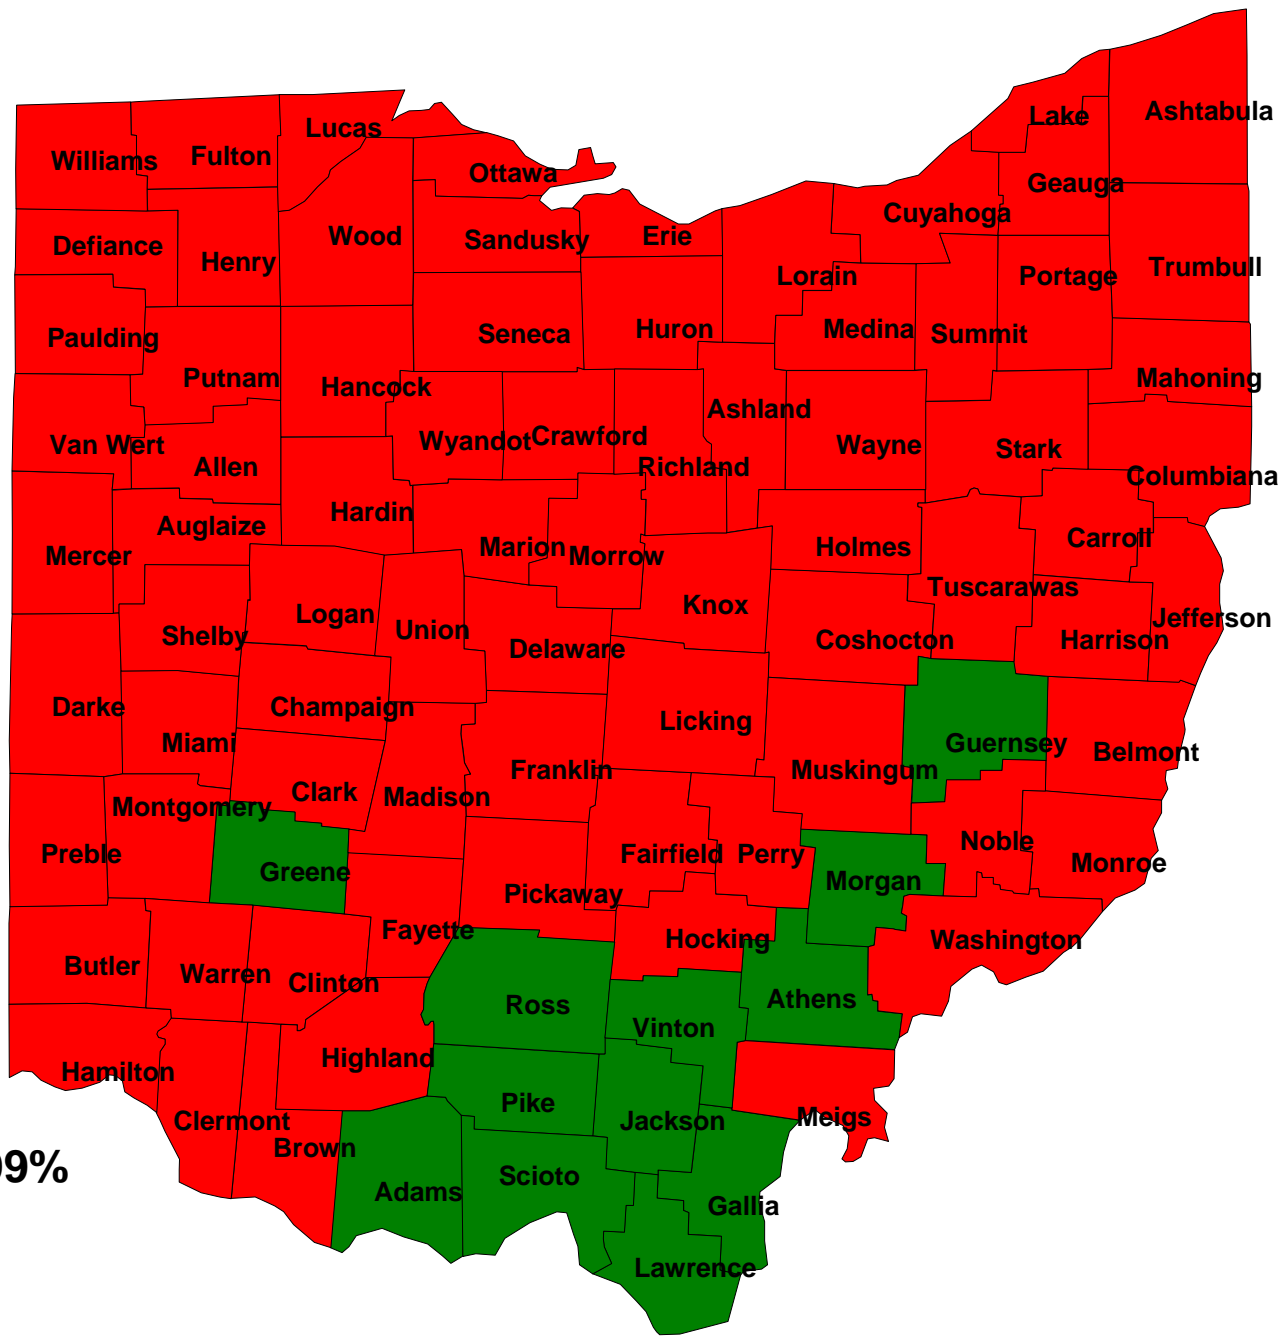 Ashtabula
Lake
Lucas
Fulton
Williams
Ottawa
Geauga
Cuyahoga
Wood
Erie
Sandusky
Defiance
Henry
Trumbull
Portage
Lorain
Huron
Medina
Summit
Seneca
Paulding
Putnam
Mahoning
Hancock
Ashland
Crawford
Wyandot
Van Wert
Wayne
Stark
Allen
Richland
Columbiana
Hardin
Auglaize
Carroll
Marion
Holmes
Mercer
Morrow
Tuscarawas
Knox
Logan
Jefferson
Union
Shelby
Coshocton
Harrison
Delaware
Darke
Champaign
Licking
Miami
Guernsey
Belmont
Franklin
Muskingum
Clark
Madison
Montgomery
Noble
Preble
Fairfield
Perry
Monroe
Greene
Morgan
Pickaway
Fayette
Hocking
Washington
Butler
Warren
Clinton
Athens
Ross
Vinton
Highland
Hamilton
Pike
Meigs
Clermont
Jackson
Brown
99%
Scioto
Adams
Gallia
Lawrence